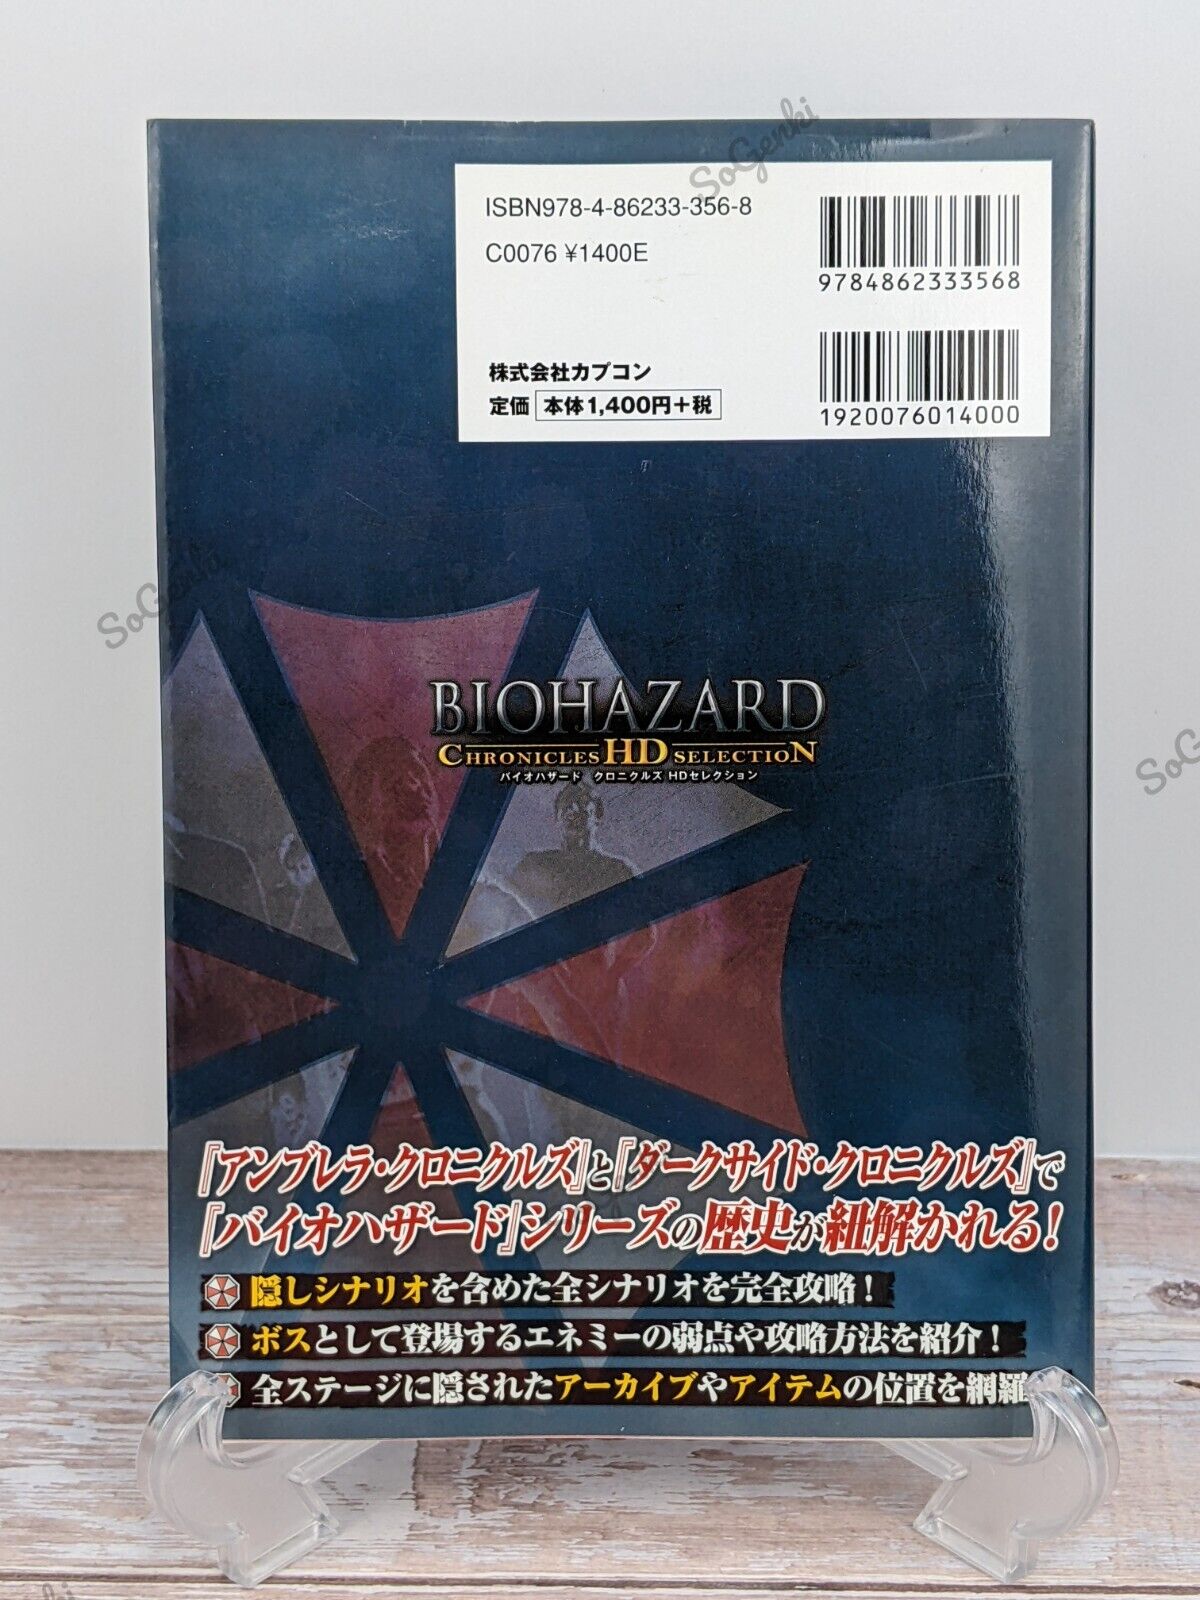 SoGenki
ISBN978-4-86233-356-8
C0076 ¥1400E
9784862333568
株式会社カプコン
定価 本体1,400円+税
1920076014000
SoGenki
BIOHAZARD
CHRONICLES HD SELECTION
バイオハザード クロニクルズ HDセレクション
SoG
『アンブレラ・クロニクルズ』と『ダークサイド・クロニクルズ』で
『バイオハザード』シリーズの歴史が紐解かれる!
隠しシナリオを含めた全シナリオを完全攻略!
ボスとして登場するエネミーの弱点や攻略方法を紹介!
全ステージに隠されたアーカイブやアイテムの位置を網羅